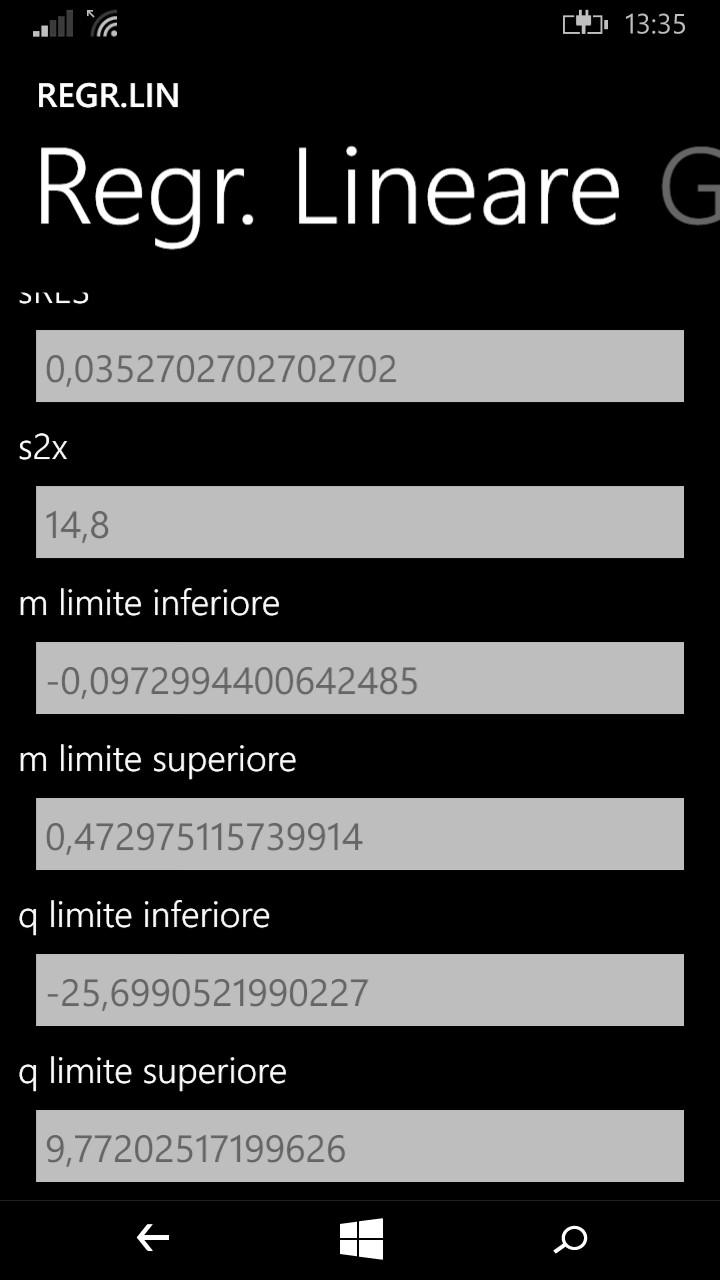 13:35
REGR.LIN
Regr. Lineare G
sRES
0,0352702702702702
s2x
14,8
m limite inferiore
-0,0972994400642485
m limite superiore
0,472975115739914
q limite inferiore
-25,6990521990227
q limite superiore
9,77202517199626